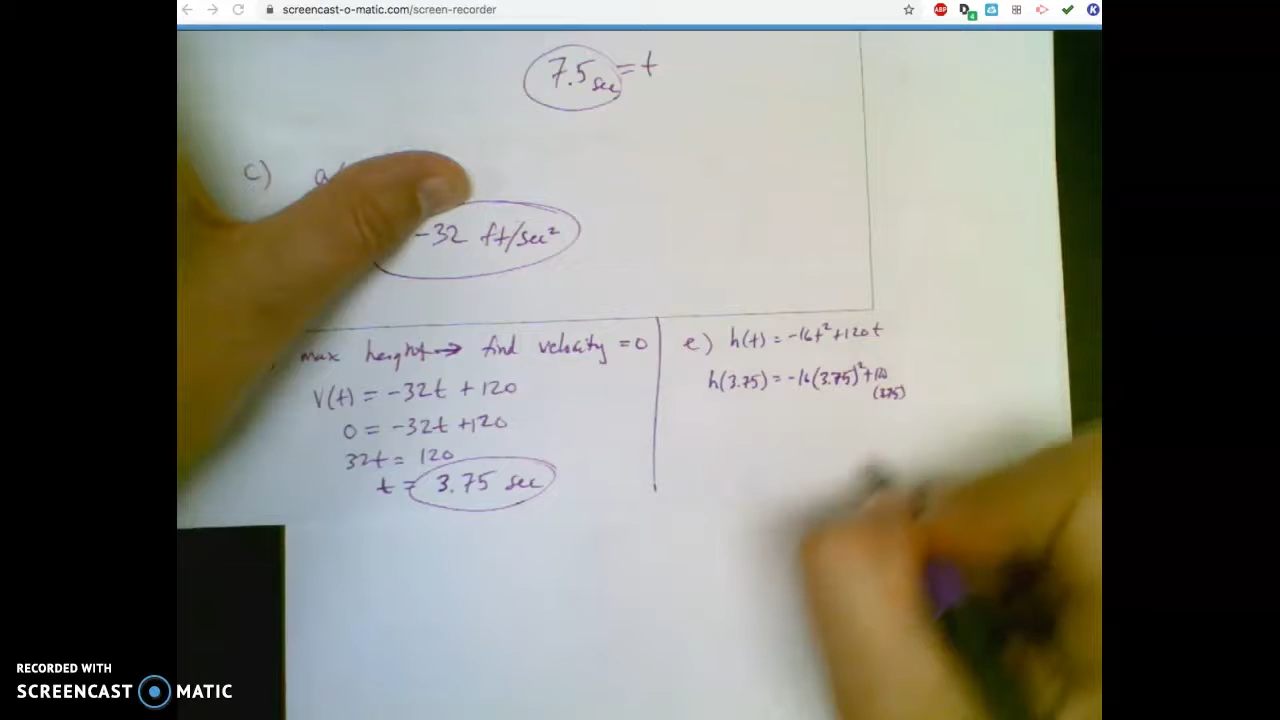 screencast-o-matic.com/screen-recorder
ABP
4
K
7.5 sec = t
c) a
-32 ft/sec²
max height → find velocity = 0
V(t) = -32t + 120
0 = -32t + 120
32t = 120
t = 3.75 sec
e) h(t) = -16t² + 120t
h(3.75) = -16(3.75)² + 120
(3.75)
RECORDED WITH
SCREENCAST O MATIC